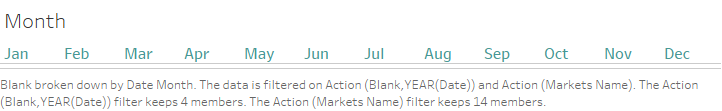 Month
Jan Feb Mar Apr May Jun Jul Aug Sep Oct Nov Dec
Blank broken down by Date Month. The data is filtered on Action (Blank,YEAR(Date)) and Action (Markets Name). The Action
(Blank,YEAR(Date)) filter keeps 4 members. The Action (Markets Name) filter keeps 14 members.